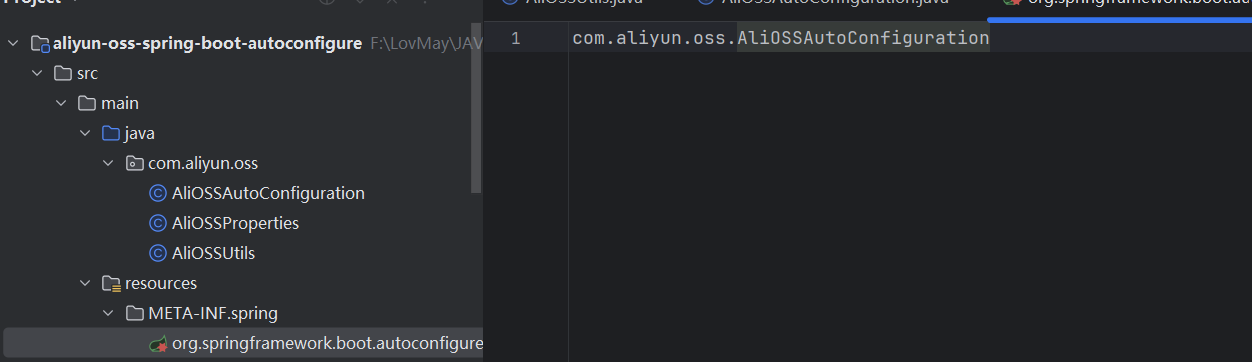 Project
AliOSSUtils.java
AliOSSAutoConfiguration.java
org.springframework.boot.au
aliyun-oss-spring-boot-autoconfigure F:\LovMay\JAV
src
main
java
com.aliyun.oss
AliOSSAutoConfiguration
AliOSSProperties
AliOSSUtils
resources
META-INF.spring
org.springframework.boot.autoconfigure
1 com.aliyun.oss.AliOSSAutoConfiguration